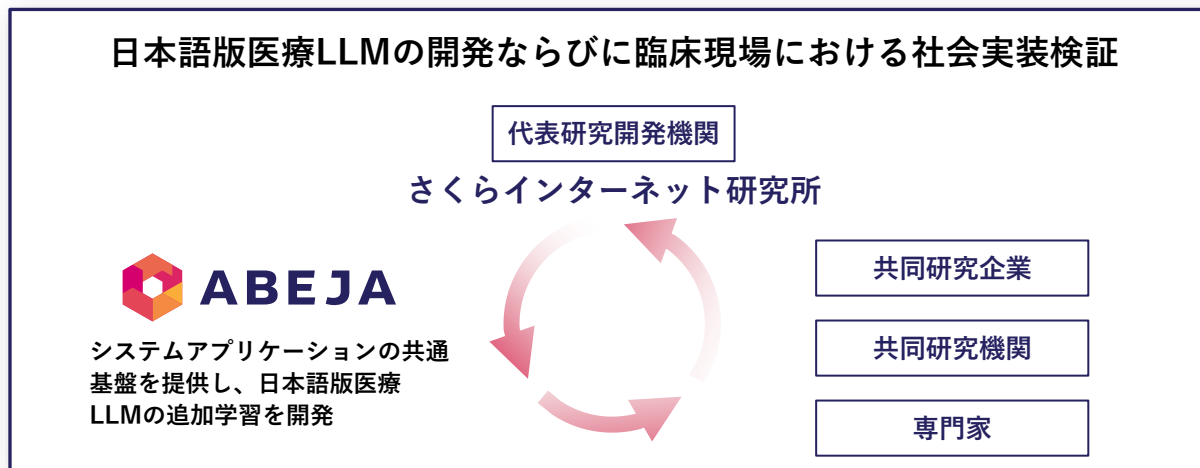 日本語版医療LLMの開発ならびに臨床現場における社会実装検証
代表研究開発機関
さくらインターネット研究所
ABEJA
システムアプリケーションの共通
基盤を提供し、日本語版医療
LLMの追加学習を開発
共同研究企業
共同研究機関
専門家